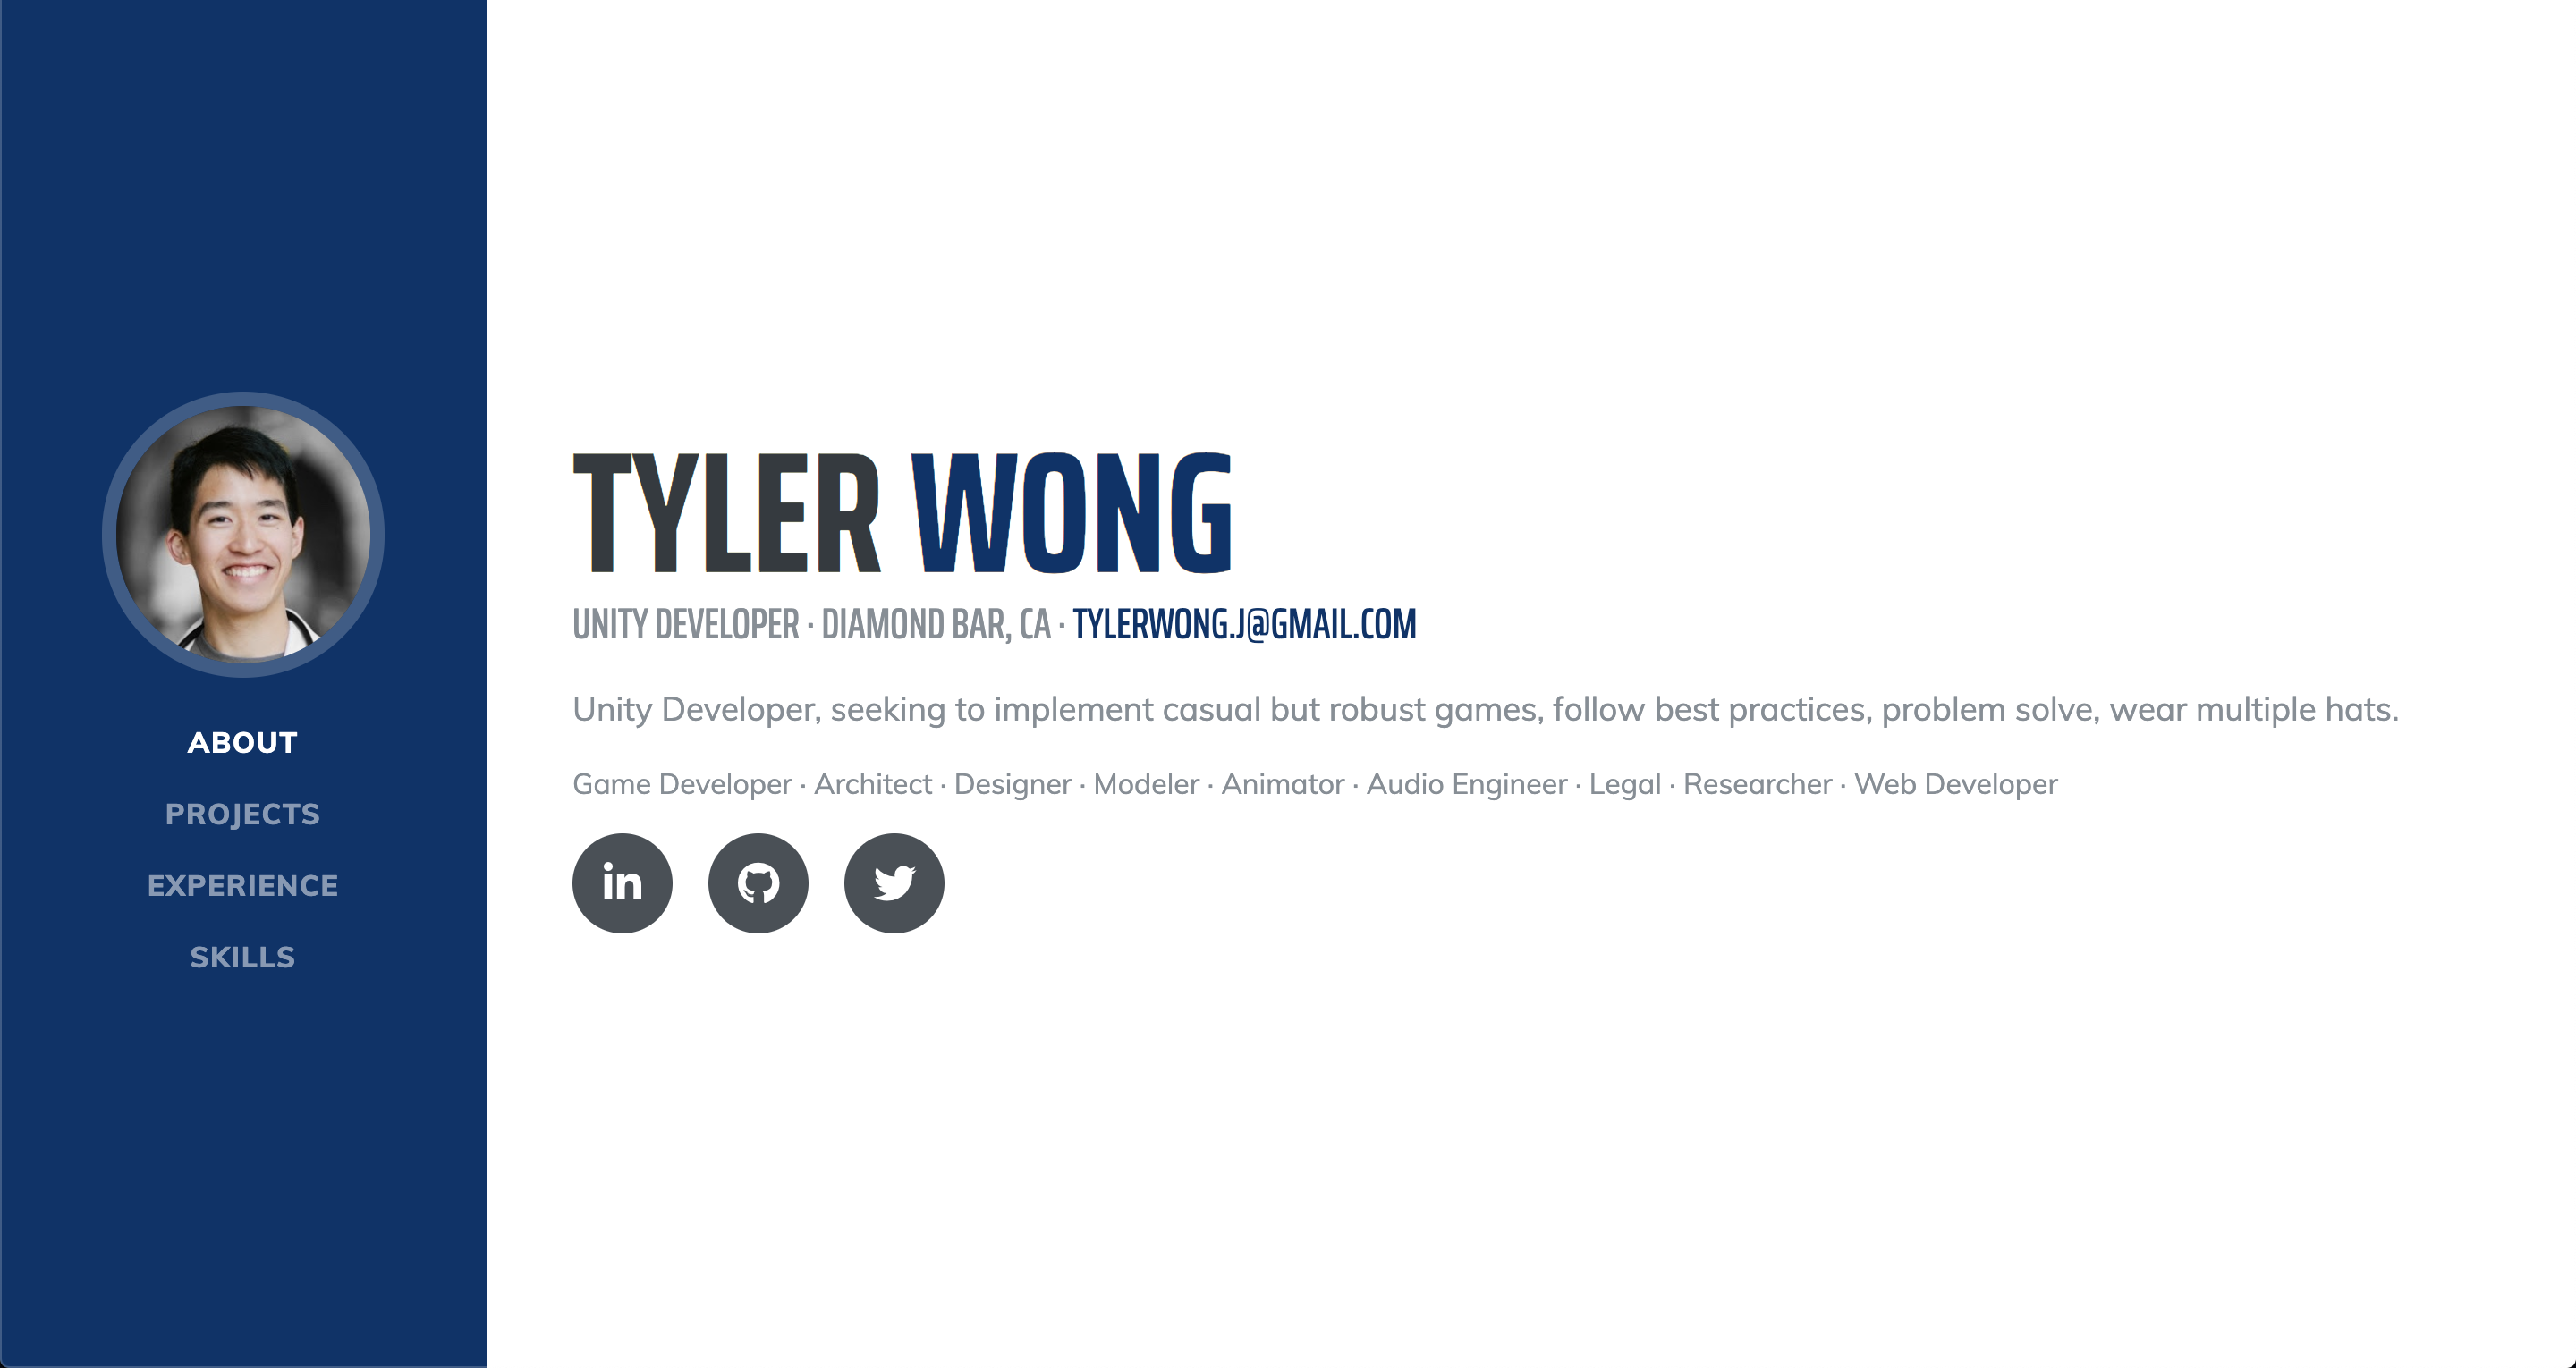 ABOUT
PROJECTS
EXPERIENCE
SKILLS
TYLER WONG
UNITY DEVELOPER · DIAMOND BAR, CA · TYLERWONG.J@GMAIL.COM
Unity Developer, seeking to implement casual but robust games, follow best practices, problem solve, wear multiple hats.
Game Developer · Architect · Designer · Modeler · Animator · Audio Engineer · Legal · Researcher · Web Developer
in